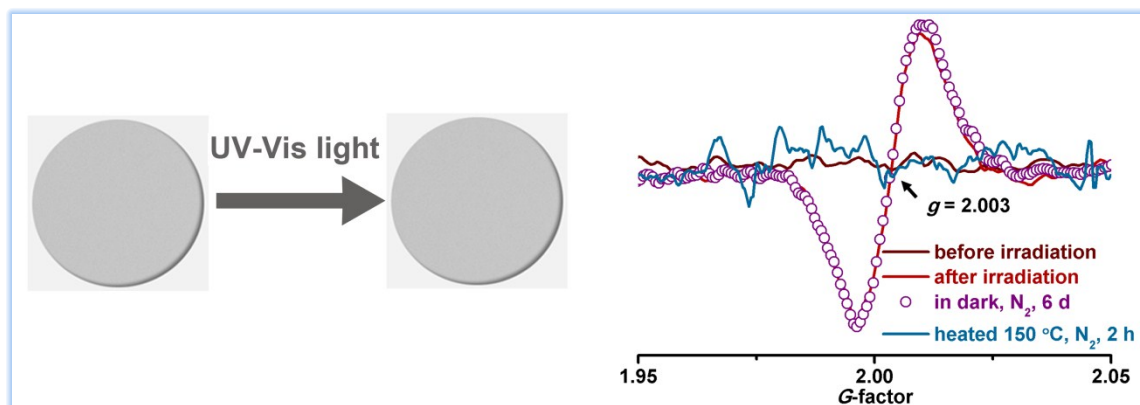 UV-Vis light
g = 2.003
before irradiation
after irradiation
in dark, N₂, 6 d
heated 150 °C, N₂, 2 h
1.95
2.00
2.05
G-factor